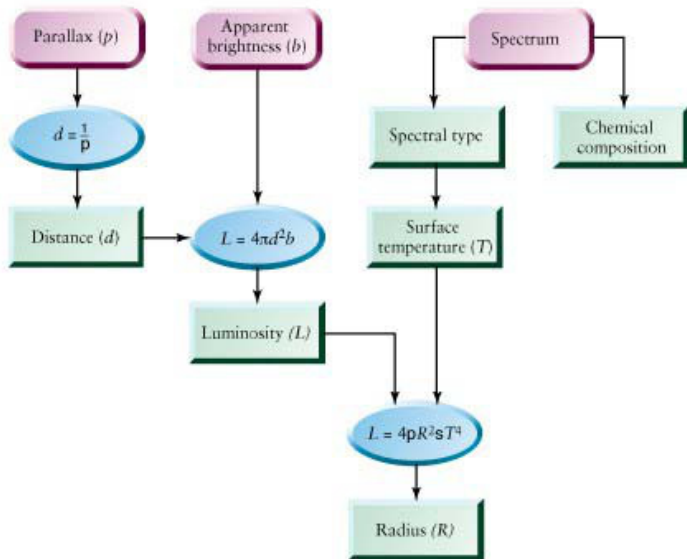 Parallax (p)
Apparent
brightness (b)
Spectrum
d = 1/p
Spectral type
Chemical
composition
Distance (d)
L = 4πd²b
Surface
temperature (T)
Luminosity (L)
L = 4pR²sT⁴
Radius (R)